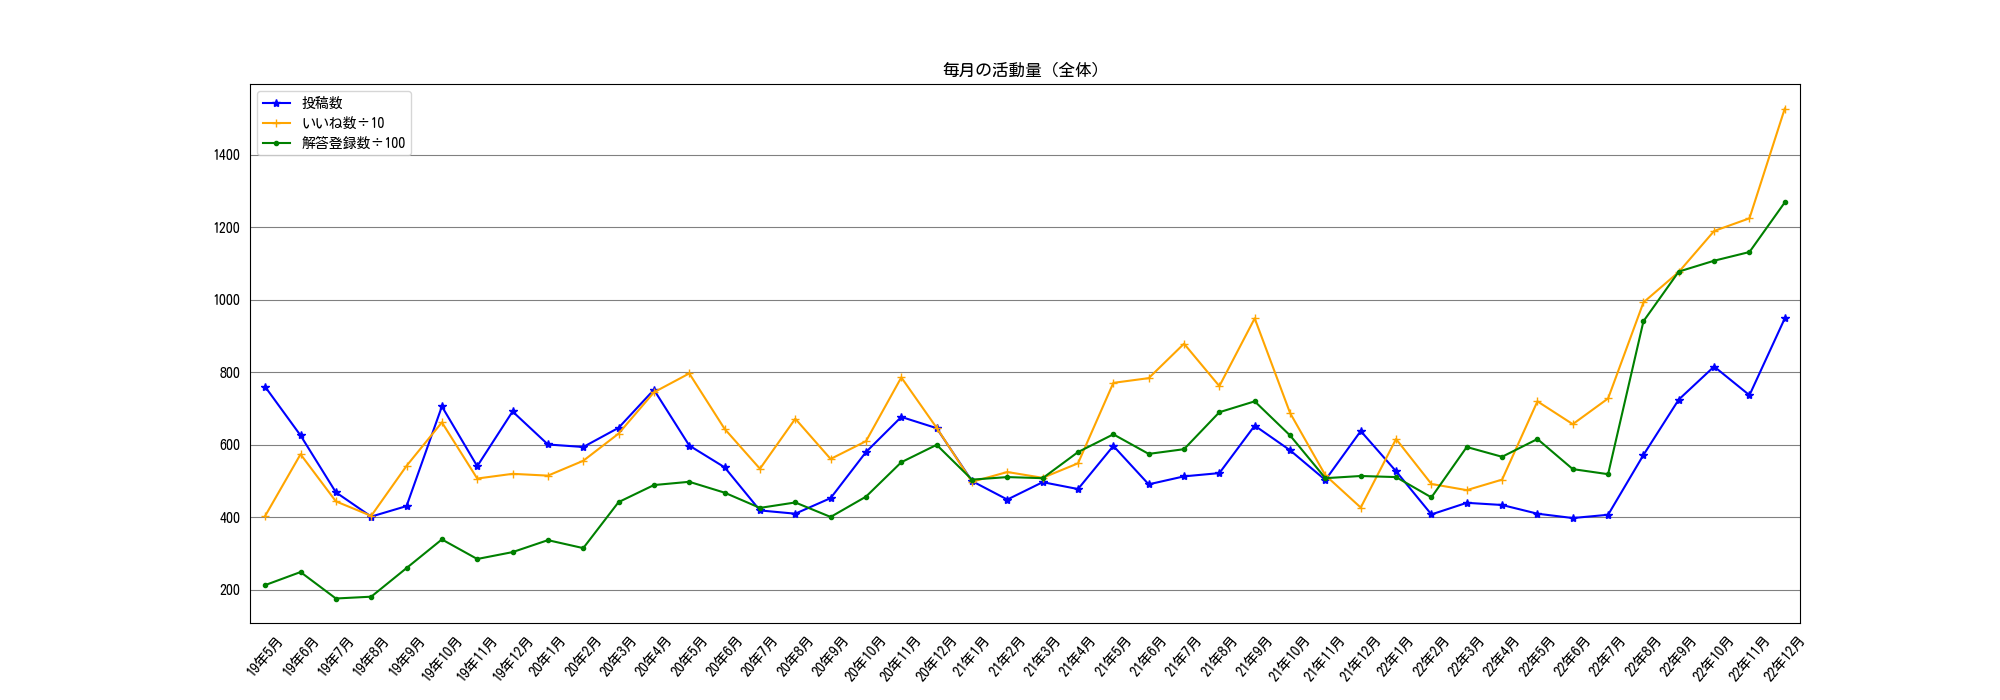 毎月の活動量（全体）
投稿数
いいね数÷10
解答登録数÷100
1400
1200
1000
800
600
400
200
19年5月
19年6月
19年7月
19年8月
19年9月
19年10月
19年11月
19年12月
20年1月
20年2月
20年3月
20年4月
20年5月
20年6月
20年7月
20年8月
20年9月
20年10月
20年11月
20年12月
21年1月
21年2月
21年3月
21年4月
21年5月
21年6月
21年7月
21年8月
21年9月
21年10月
21年11月
21年12月
22年1月
22年2月
22年3月
22年4月
22年5月
22年6月
22年7月
22年8月
22年9月
22年10月
22年11月
22年12月